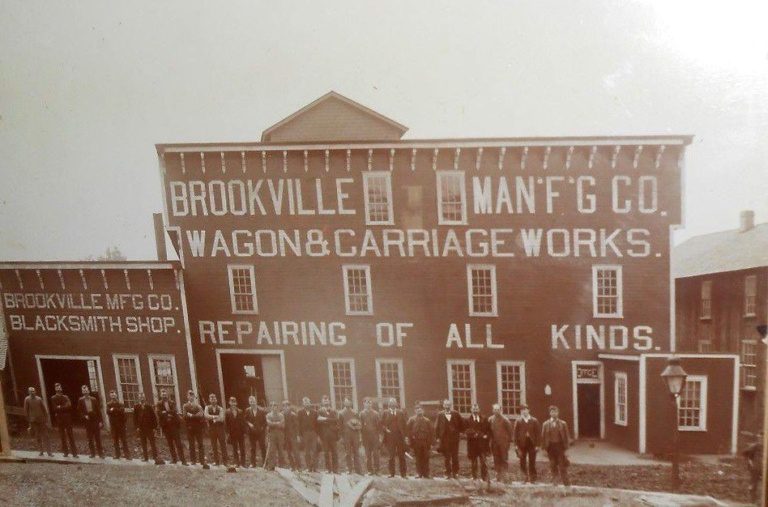 BROOKVILLE MAN'F'G CO.
WAGON & CARRIAGE WORKS.
REPAIRING OF ALL KINDS.
BROOKVILLE MFG CO.
BLACKSMITH SHOP.